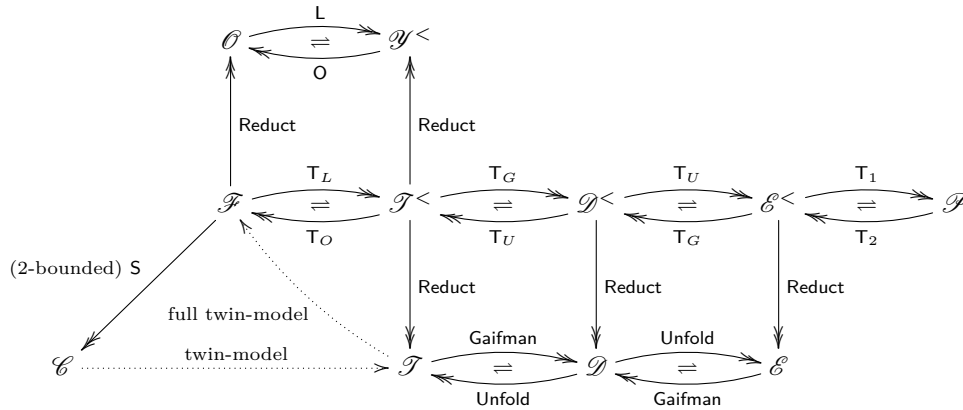 L
𝒪 ⇌ 𝒴<
O
Reduct Reduct
T_L T_G T_U T_1
ℱ ⇌ 𝒯< ⇌ 𝒟< ⇌ ℰ< ⇌ 𝒫
T_O T_U T_G T_2
(2-bounded) S Reduct Reduct Reduct
full twin-model
Gaifman Unfold
twin-model
𝒞 𝒯 ⇌ 𝒟 ⇌ ℰ
Unfold Gaifman